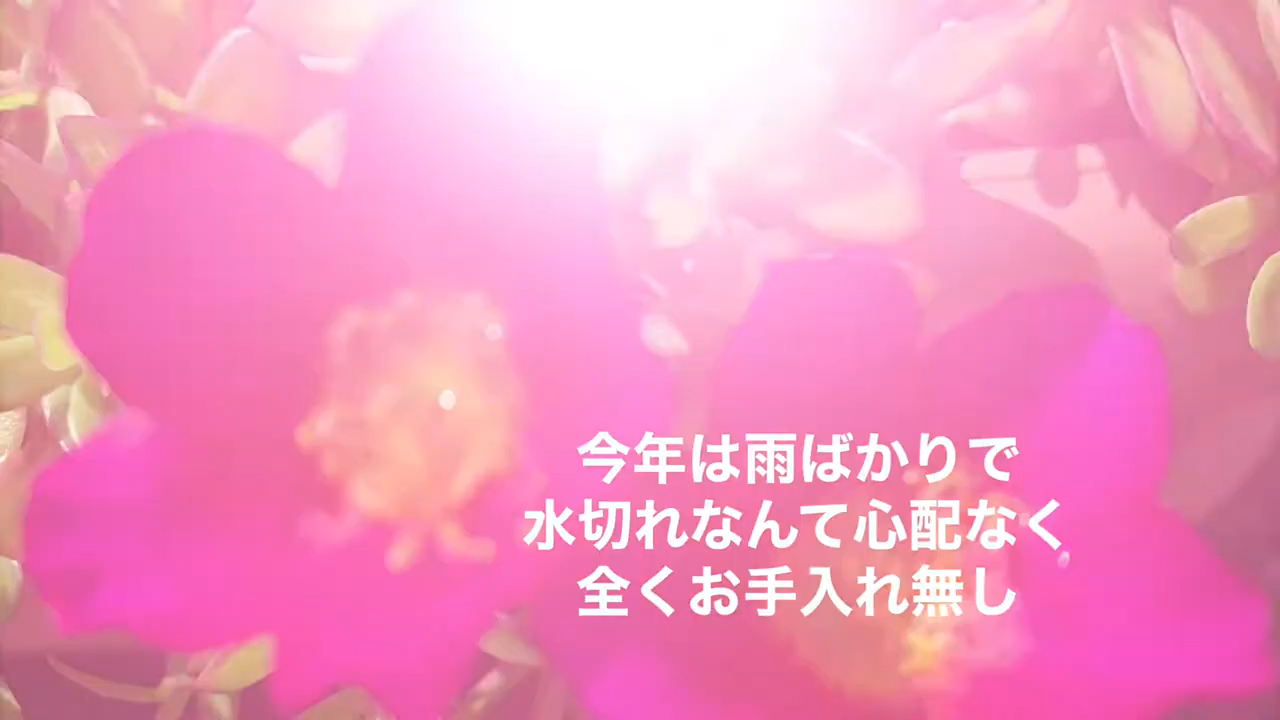 今年は雨ばかりで
水切れなんて心配なく
全くお手入れ無し